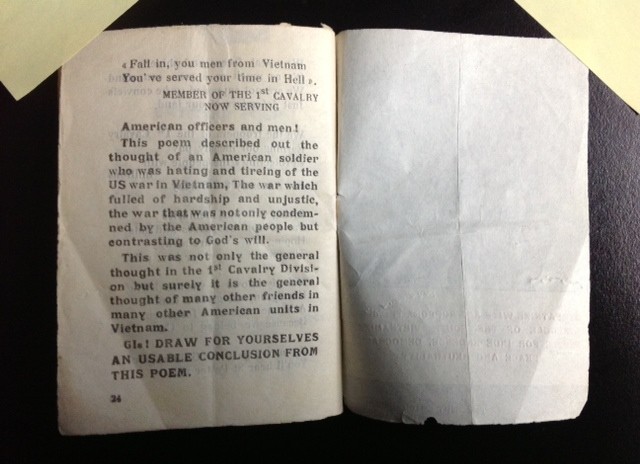 « Fall in, you men from Vietnam
You've served your time in Hell ».
MEMBER OF THE 1st CAVALRY
NOW SERVING
American officers and men!
This poem described out the
thought of an American soldier
who was hating and tireing of the
US war in Vietnam, The war which
fulled of hardship and unjustic,
the war that was not only condem-
ned by the American people but
contrasting to God's will.
This was not only the general
thought in the 1st Cavalry Divisi-
on but surely it is the general
thought of many other friends in
many other American units in
Vietnam.
GIs! DRAW FOR YOURSELVES
AN USABLE CONCLUSION FROM
THIS POEM.
24